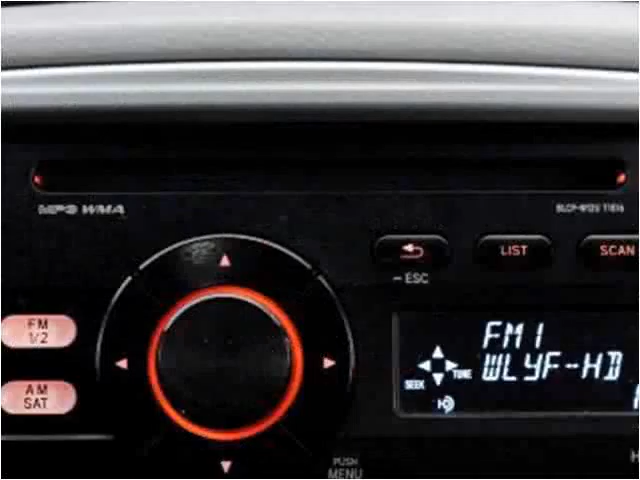 MP3 WMA
LIST
SCAN
ESC
FM
1/2
FM1
WLYF-HD
SEEK
TUNE
AM
SAT
PUSH
MENU
H